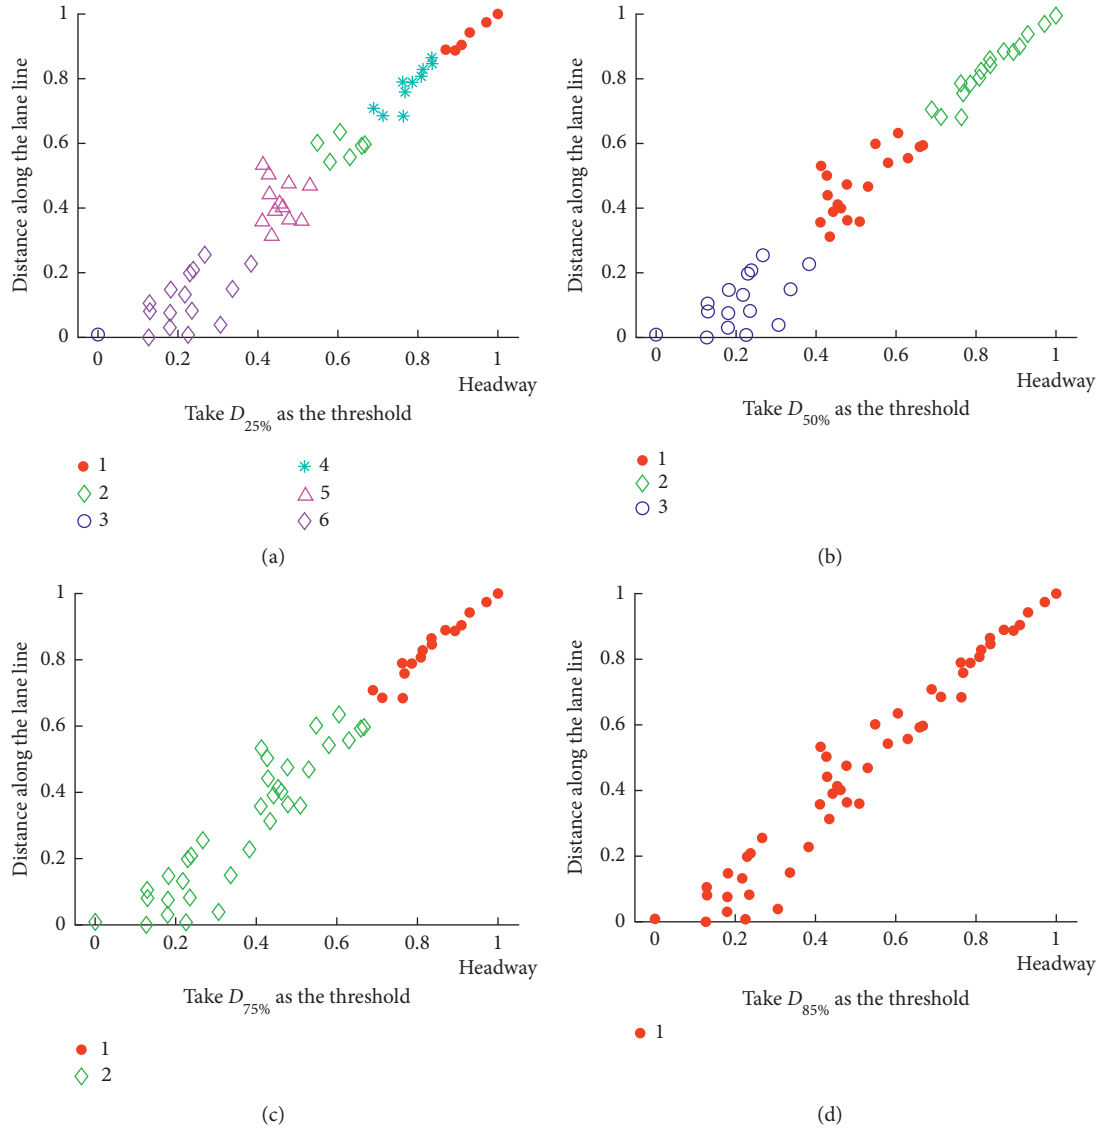 Distance along the lane line
1
0.8
0.6
0.4
0.2
0
0 0.2 0.4 0.6 0.8 1
Headway
Take D25% as the threshold
1
2
3
4
5
6
(a)
Distance along the lane line
1
0.8
0.6
0.4
0.2
0
0 0.2 0.4 0.6 0.8 1
Headway
Take D50% as the threshold
1
2
3
(b)
Distance along the lane line
1
0.8
0.6
0.4
0.2
0
0 0.2 0.4 0.6 0.8 1
Headway
Take D75% as the threshold
1
2
(c)
Distance along the lane line
1
0.8
0.6
0.4
0.2
0
0 0.2 0.4 0.6 0.8 1
Headway
Take D85% as the threshold
1
(d)